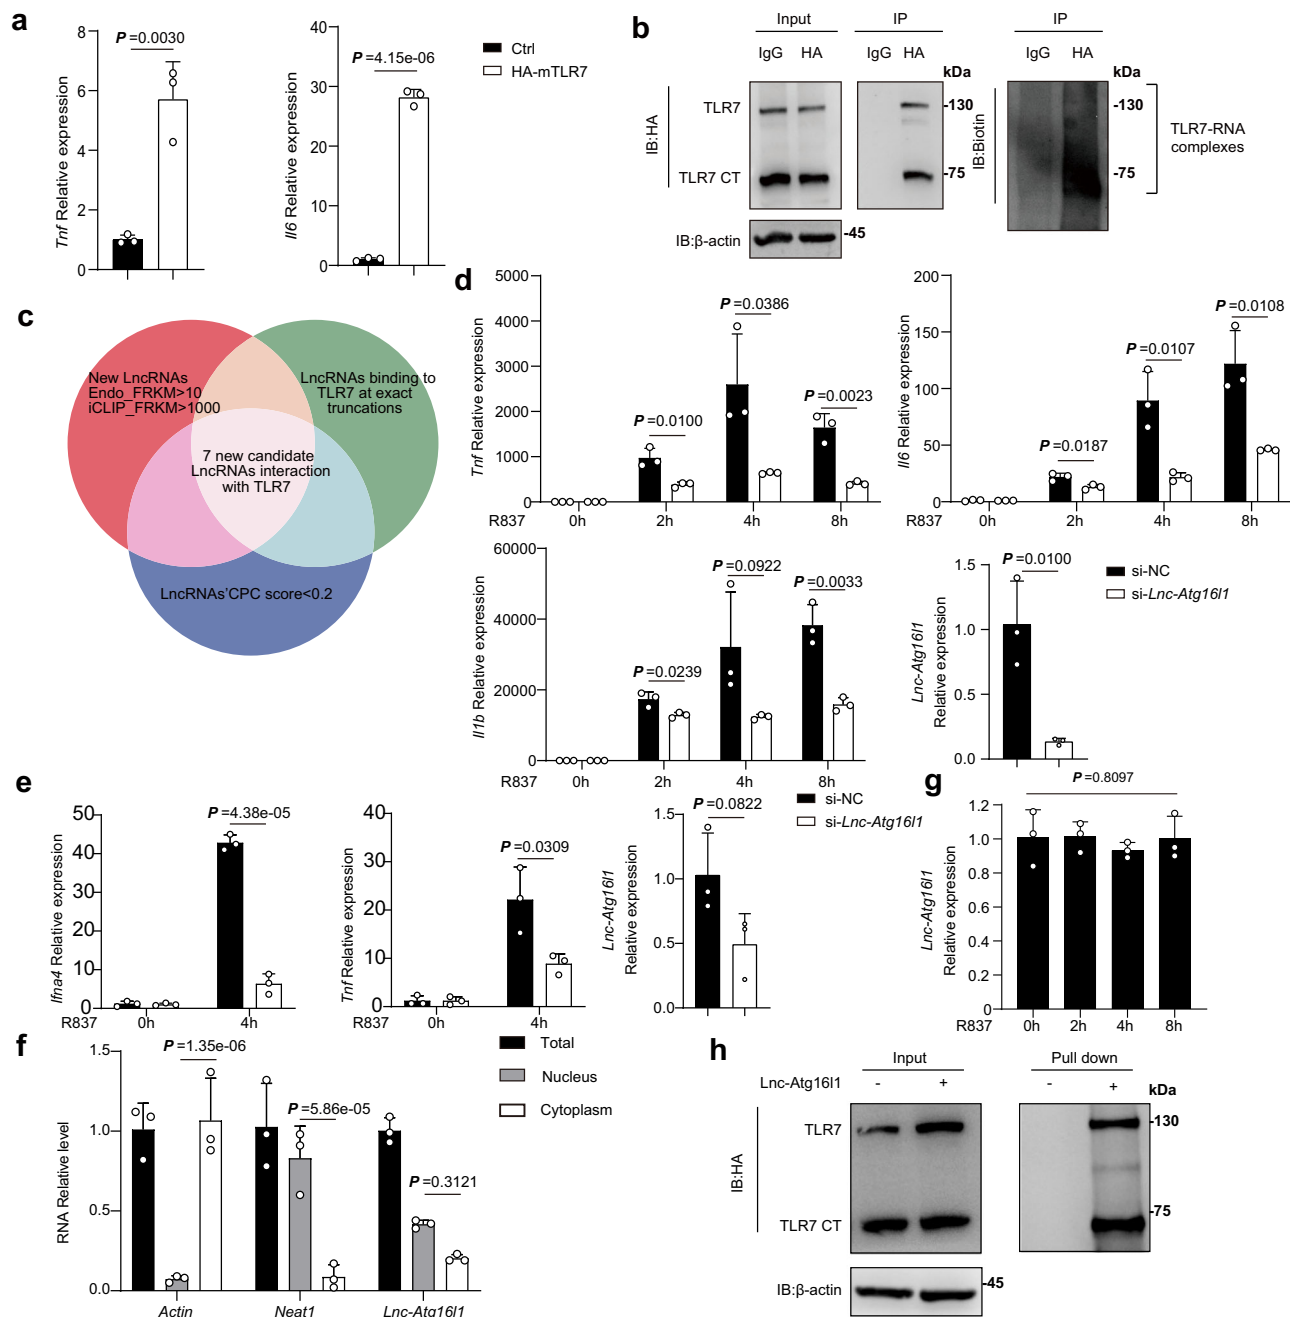 a
Tnf Relative expression
8
6
4
2
0
P =0.0030
Il6 Relative expression
40
30
20
10
0
P =4.15e-06
Ctrl
HA-mTLR7
b
Input
IP
IP
IgG
HA
IgG
HA
kDa
IgG
HA
kDa
IB:HA
TLR7
TLR7 CT
-130
-75
IB:β-actin
-45
IB:Biotin
-130
-75
TLR7-RNA
complexes
c
New LncRNAs
Endo_FRKM>10
iCLIP_FRKM>1000
LncRNAs binding to
TLR7 at exact
truncations
7 new candidate
LncRNAs interaction
with TLR7
LncRNAs'CPC score<0.2
d
Tnf Relative expression
5000
4000
3000
2000
1000
0
P =0.0100
P =0.0386
P =0.0023
R837
0h
2h
4h
8h
Il6 Relative expression
200
150
100
50
0
P =0.0187
P =0.0107
P =0.0108
R837
0h
2h
4h
8h
Il1b Relative expression
60000
40000
20000
0
P =0.0239
P =0.0922
P =0.0033
R837
0h
2h
4h
8h
Lnc-Atg16l1
Relative expression
1.5
1.0
0.5
0.0
P =0.0100
si-NC
si-Lnc-Atg16l1
e
Ifna4 Relative expression
50
40
30
20
10
0
P =4.38e-05
R837
0h
4h
Tnf Relative expression
40
30
20
10
0
P =0.0309
R837
0h
4h
Lnc-Atg16l1
Relative expression
1.5
1.0
0.5
0.0
P =0.0822
si-NC
si-Lnc-Atg16l1
g
Lnc-Atg16l1
Relative expression
1.2
1.0
0.8
0.6
0.4
0.2
0
P =0.8097
R837
0h
2h
4h
8h
f
RNA Relative level
1.5
1.0
0.5
0.0
P =1.35e-06
P =5.86e-05
P =0.3121
Actin
Neat1
Lnc-Atg16l1
Total
Nucleus
Cytoplasm
h
Input
Pull down
Lnc-Atg16l1
-
+
-
+
kDa
IB:HA
TLR7
TLR7 CT
-130
-75
IB:β-actin
-45